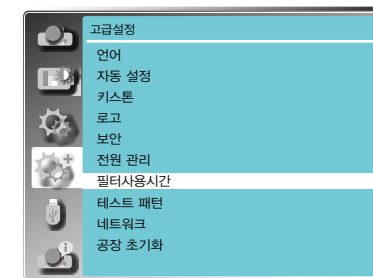 고급설정
언어
자동 설정
키스톤
로고
보안
전원 관리
필터사용시간
테스트 패턴
네트워크
공장 초기화